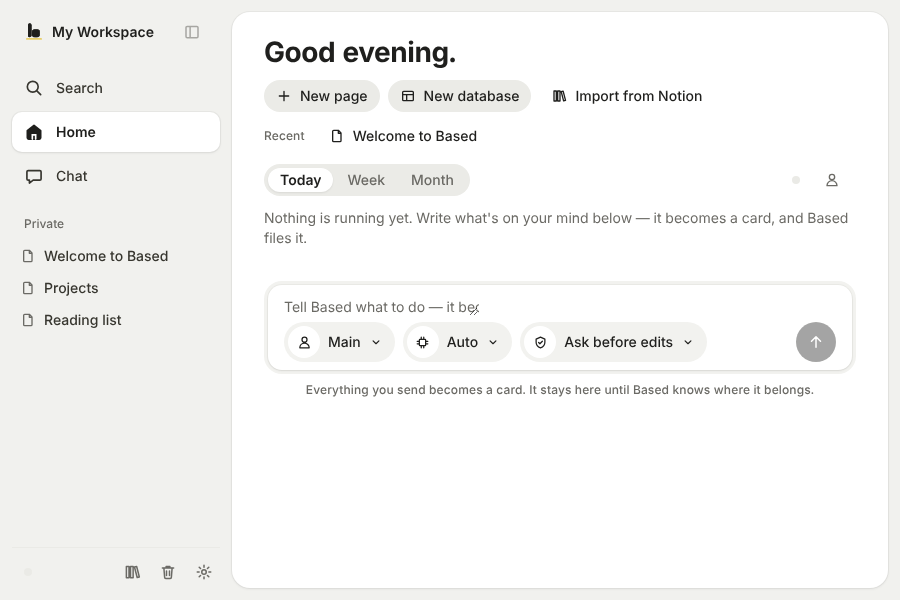 My Workspace
Search
Home
Chat
Private
Welcome to Based
Projects
Reading list
Good evening.
New page
New database
Import from Notion
Recent
Welcome to Based
Today
Week
Month
Nothing is running yet. Write what's on your mind below — it becomes a card, and Based
files it.
Tell Based what to do — it
Main
Auto
Ask before edits
Everything you send becomes a card. It stays here until Based knows where it belongs.